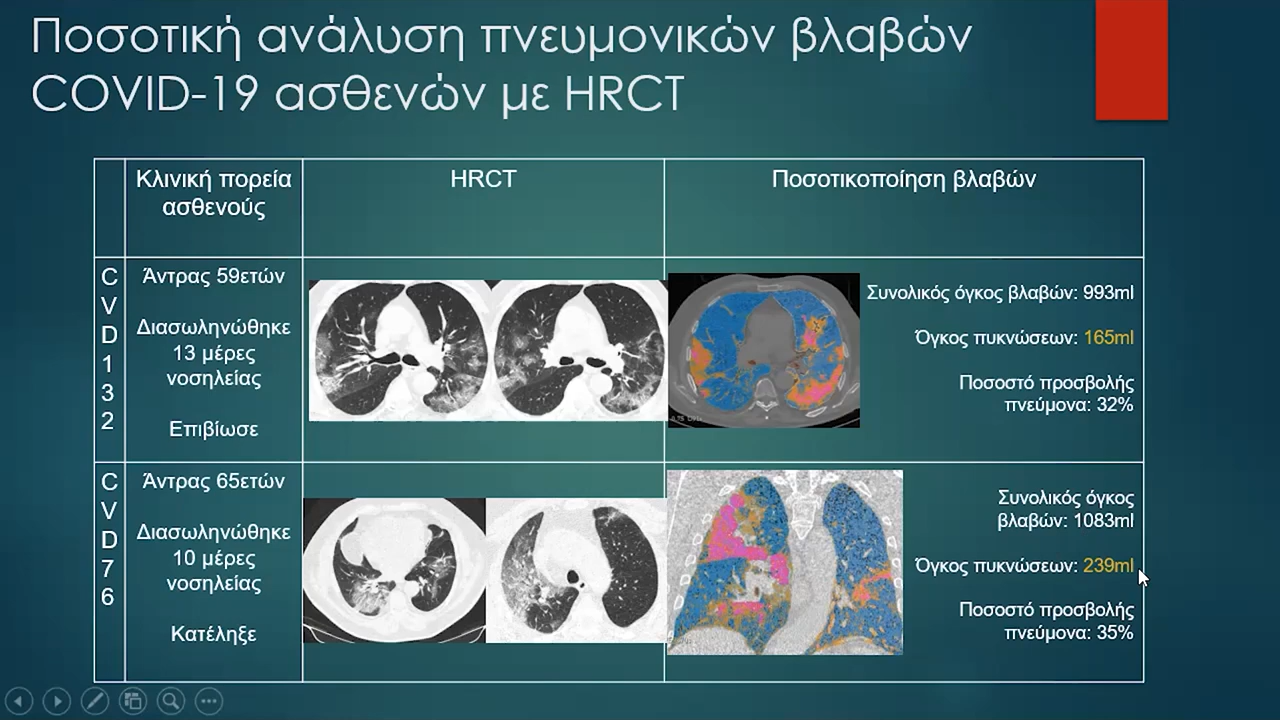 Ποσοτική ανάλυση πνευμονικών βλαβών
COVID-19 ασθενών με HRCT
Κλινική πορεία
ασθενούς
HRCT
Ποσοτικοποίηση βλαβών
C
V
D
1
3
2
Άντρας 59ετών
Διασωληνώθηκε
13 μέρες
νοσηλείας
Επιβίωσε
Συνολικός όγκος βλαβών: 993ml
Όγκος πυκνώσεων: 165ml
Ποσοστό προσβολής
πνεύμονα: 32%
C
V
D
7
6
Άντρας 65ετών
Διασωληνώθηκε
10 μέρες
νοσηλείας
Κατέληξε
Συνολικός όγκος
βλαβών: 1083ml
Όγκος πυκνώσεων: 239ml
Ποσοστό προσβολής
πνεύμονα: 35%